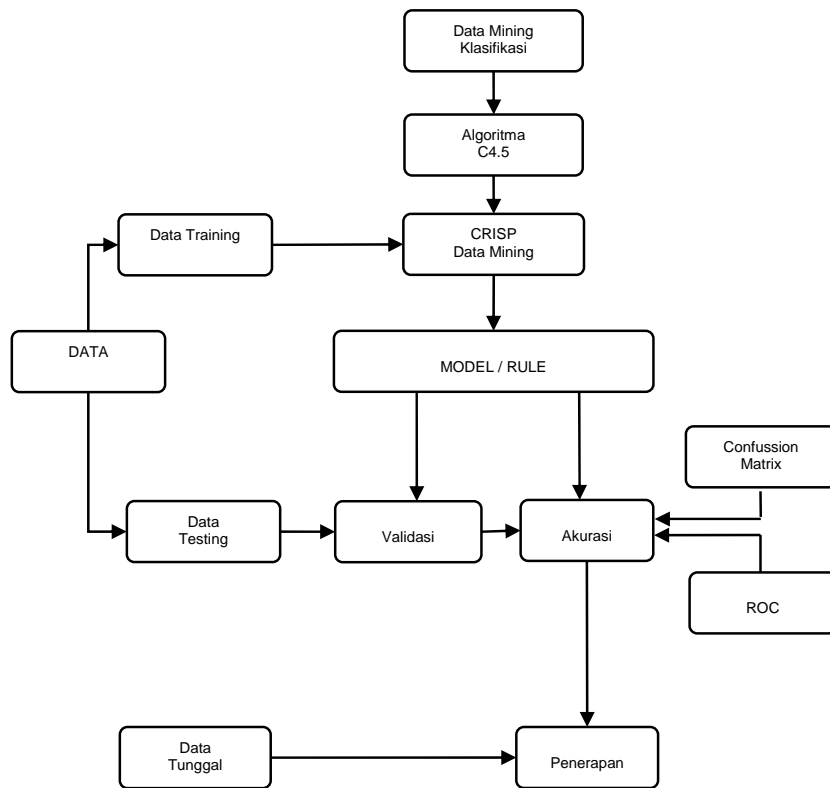 Data Mining
Klasifikasi
Algoritma
C4.5
Data Training
CRISP
Data Mining
DATA
MODEL / RULE
Confussion
Matrix
Data
Testing
Validasi
Akurasi
ROC
Data
Tunggal
Penerapan